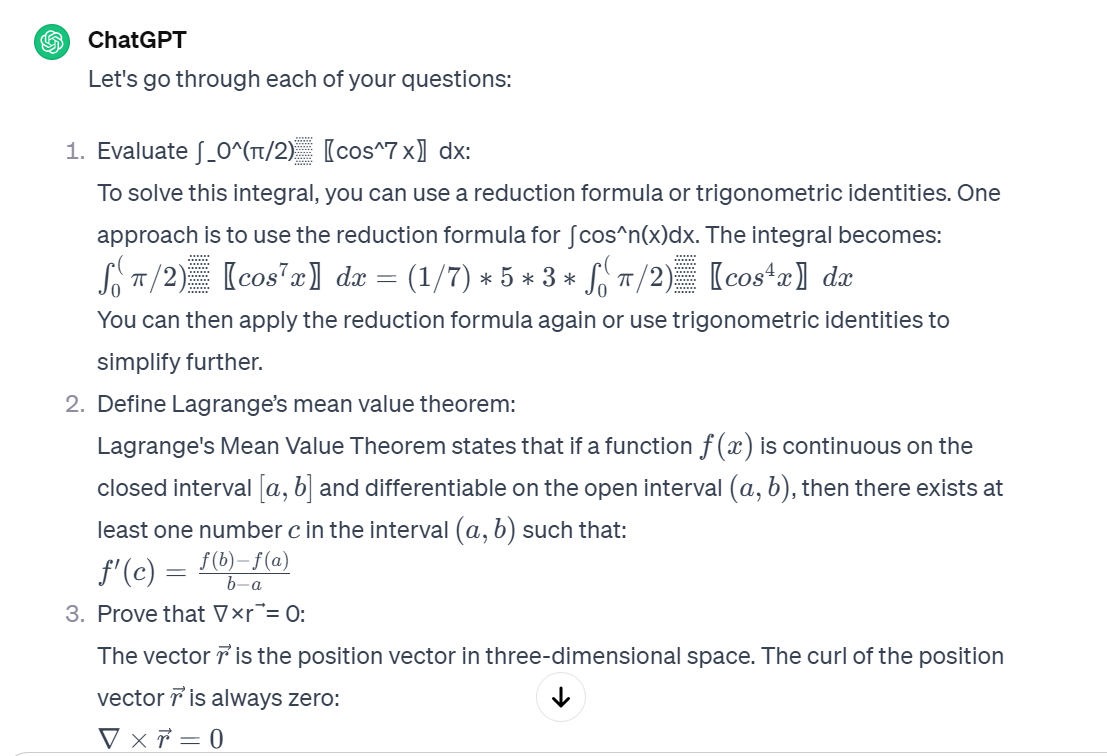 ChatGPT
Let's go through each of your questions:
1. Evaluate ∫_0^(π/2)▒〖cos^7 x〗 dx:
To solve this integral, you can use a reduction formula or trigonometric identities. One
approach is to use the reduction formula for ∫cos^n(x)dx. The integral becomes:
∫₀⁽ π/2)▒〖cos⁷x〗 dx = (1/7) * 5 * 3 * ∫₀⁽ π/2)▒〖cos⁴x〗 dx
You can then apply the reduction formula again or use trigonometric identities to
simplify further.
2. Define Lagrange’s mean value theorem:
Lagrange's Mean Value Theorem states that if a function f(x) is continuous on the
closed interval [a, b] and differentiable on the open interval (a, b), then there exists at
least one number c in the interval (a, b) such that:
f′(c) = f(b)−f(a) / b−a
3. Prove that ∇×r ⃗= 0:
The vector r⃗ is the position vector in three-dimensional space. The curl of the position
vector r⃗ is always zero:
∇ × r⃗ = 0